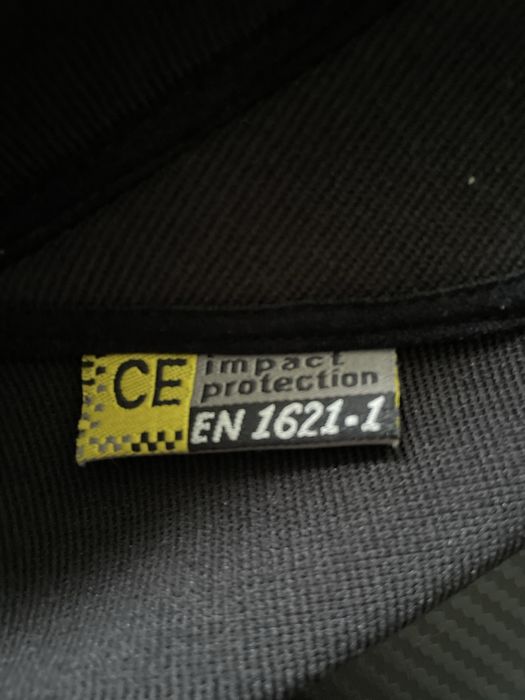 CE
impact
protection
EN 1621-1